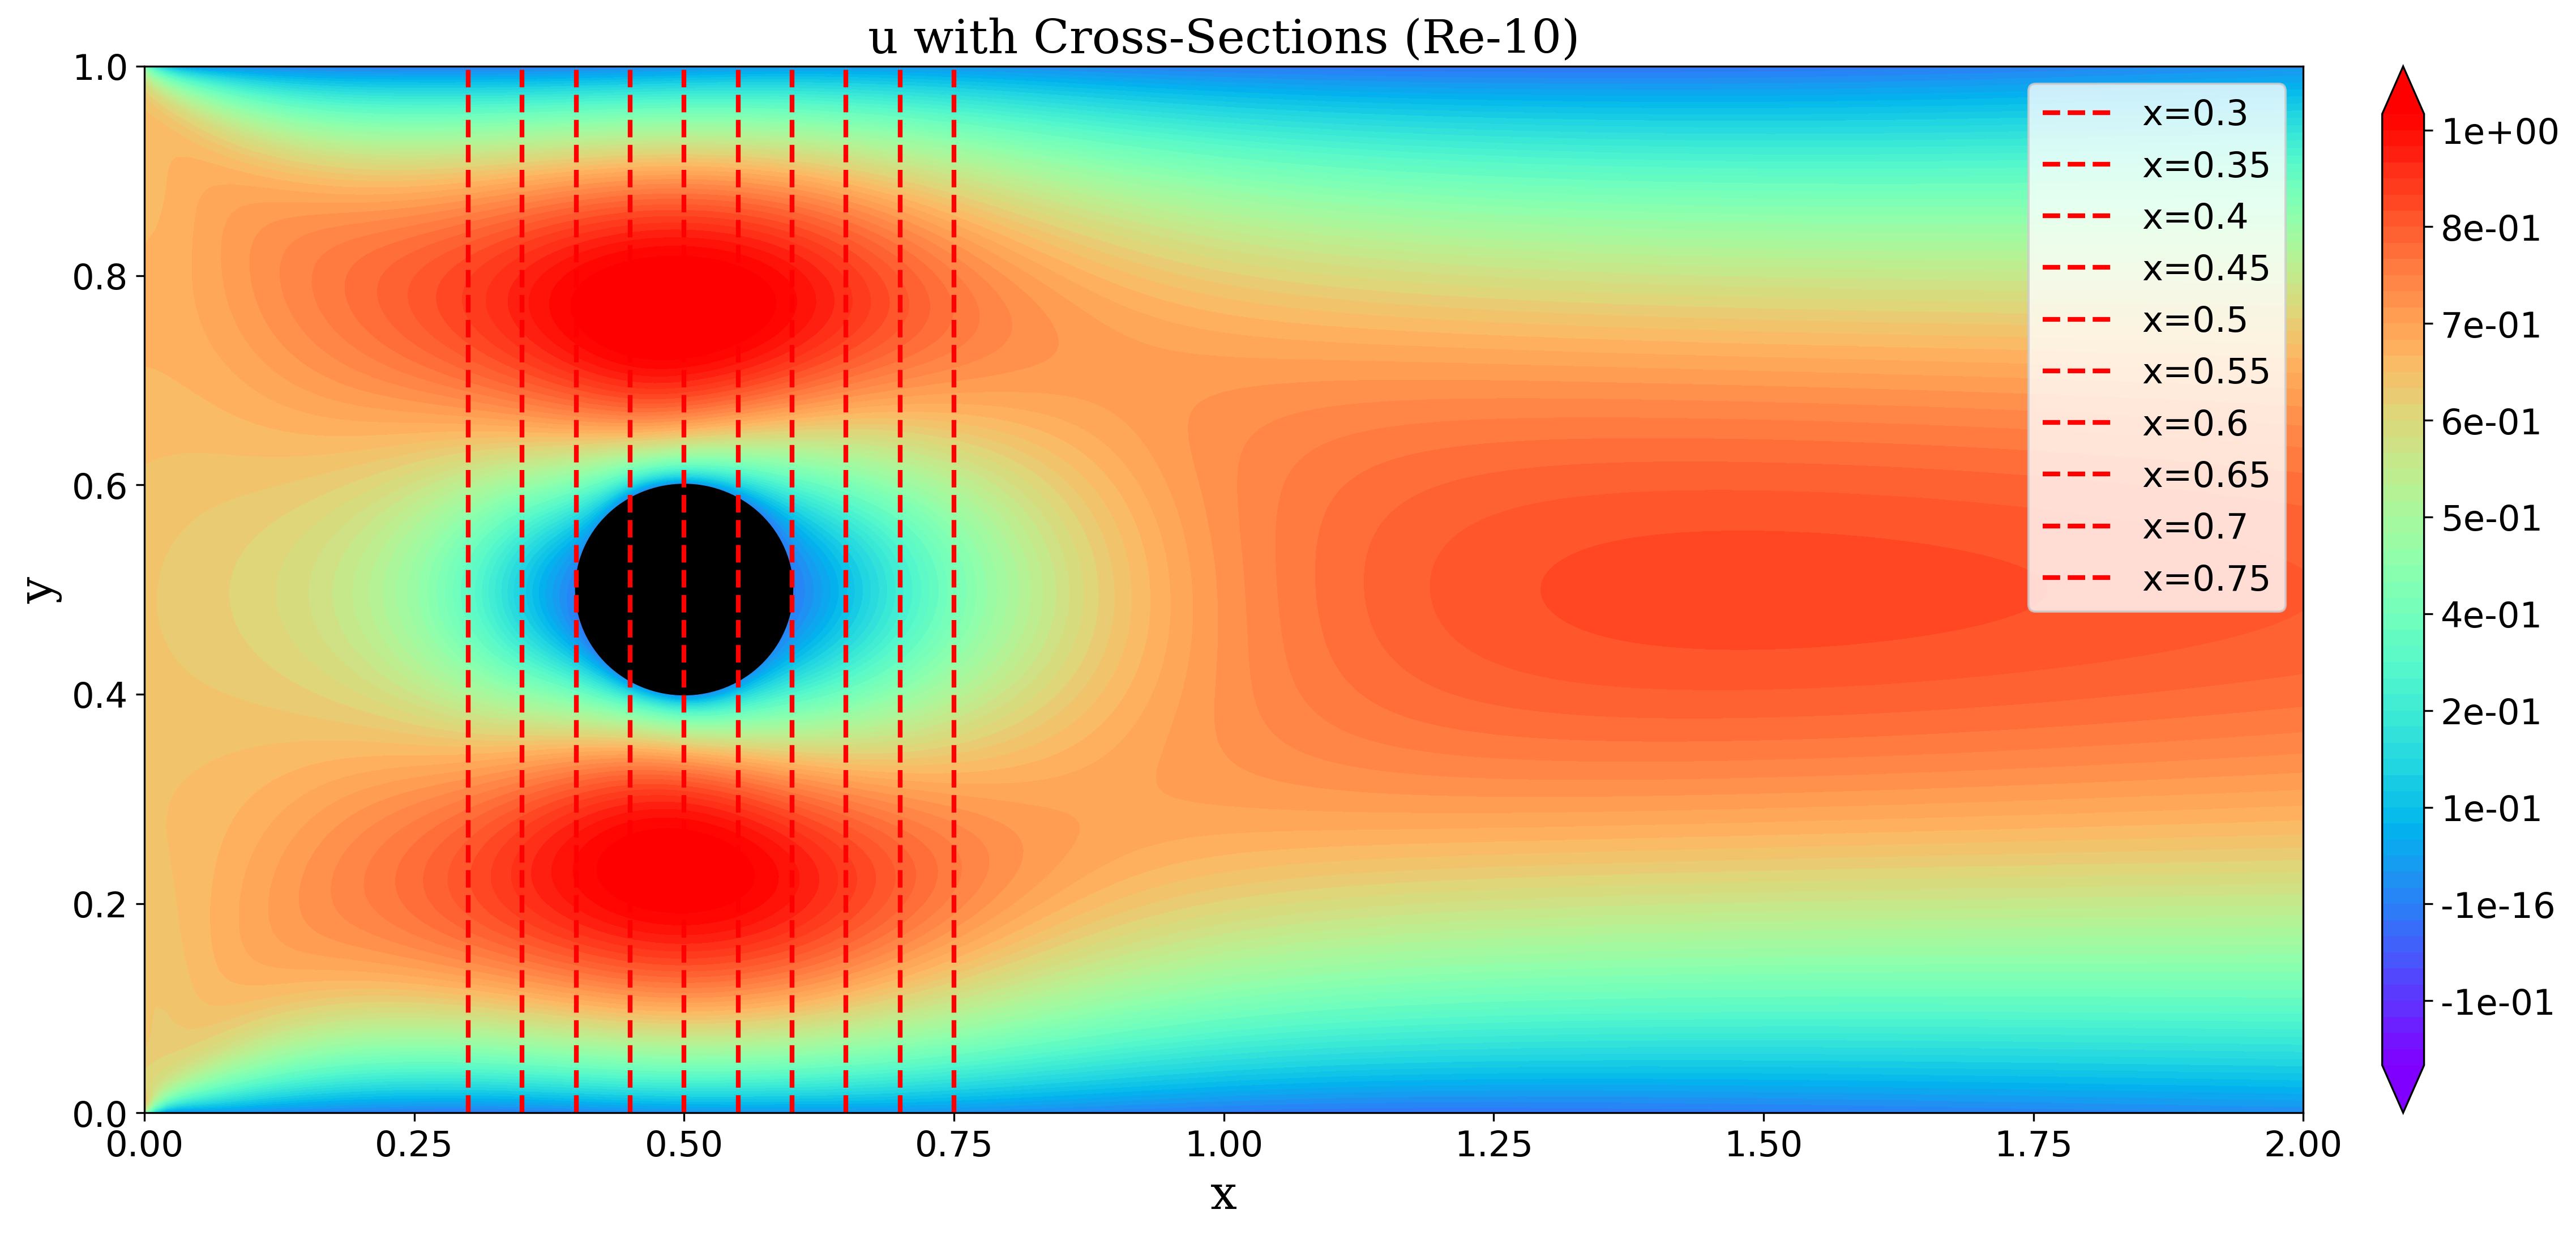 u with Cross-Sections (Re-10)
1.0
0.8
0.6
0.4
0.2
0.0
y
0.00 0.25 0.50 0.75 1.00 1.25 1.50 1.75 2.00
x
x=0.3
x=0.35
x=0.4
x=0.45
x=0.5
x=0.55
x=0.6
x=0.65
x=0.7
x=0.75
1e+00
8e-01
7e-01
6e-01
5e-01
4e-01
2e-01
1e-01
-1e-16
-1e-01